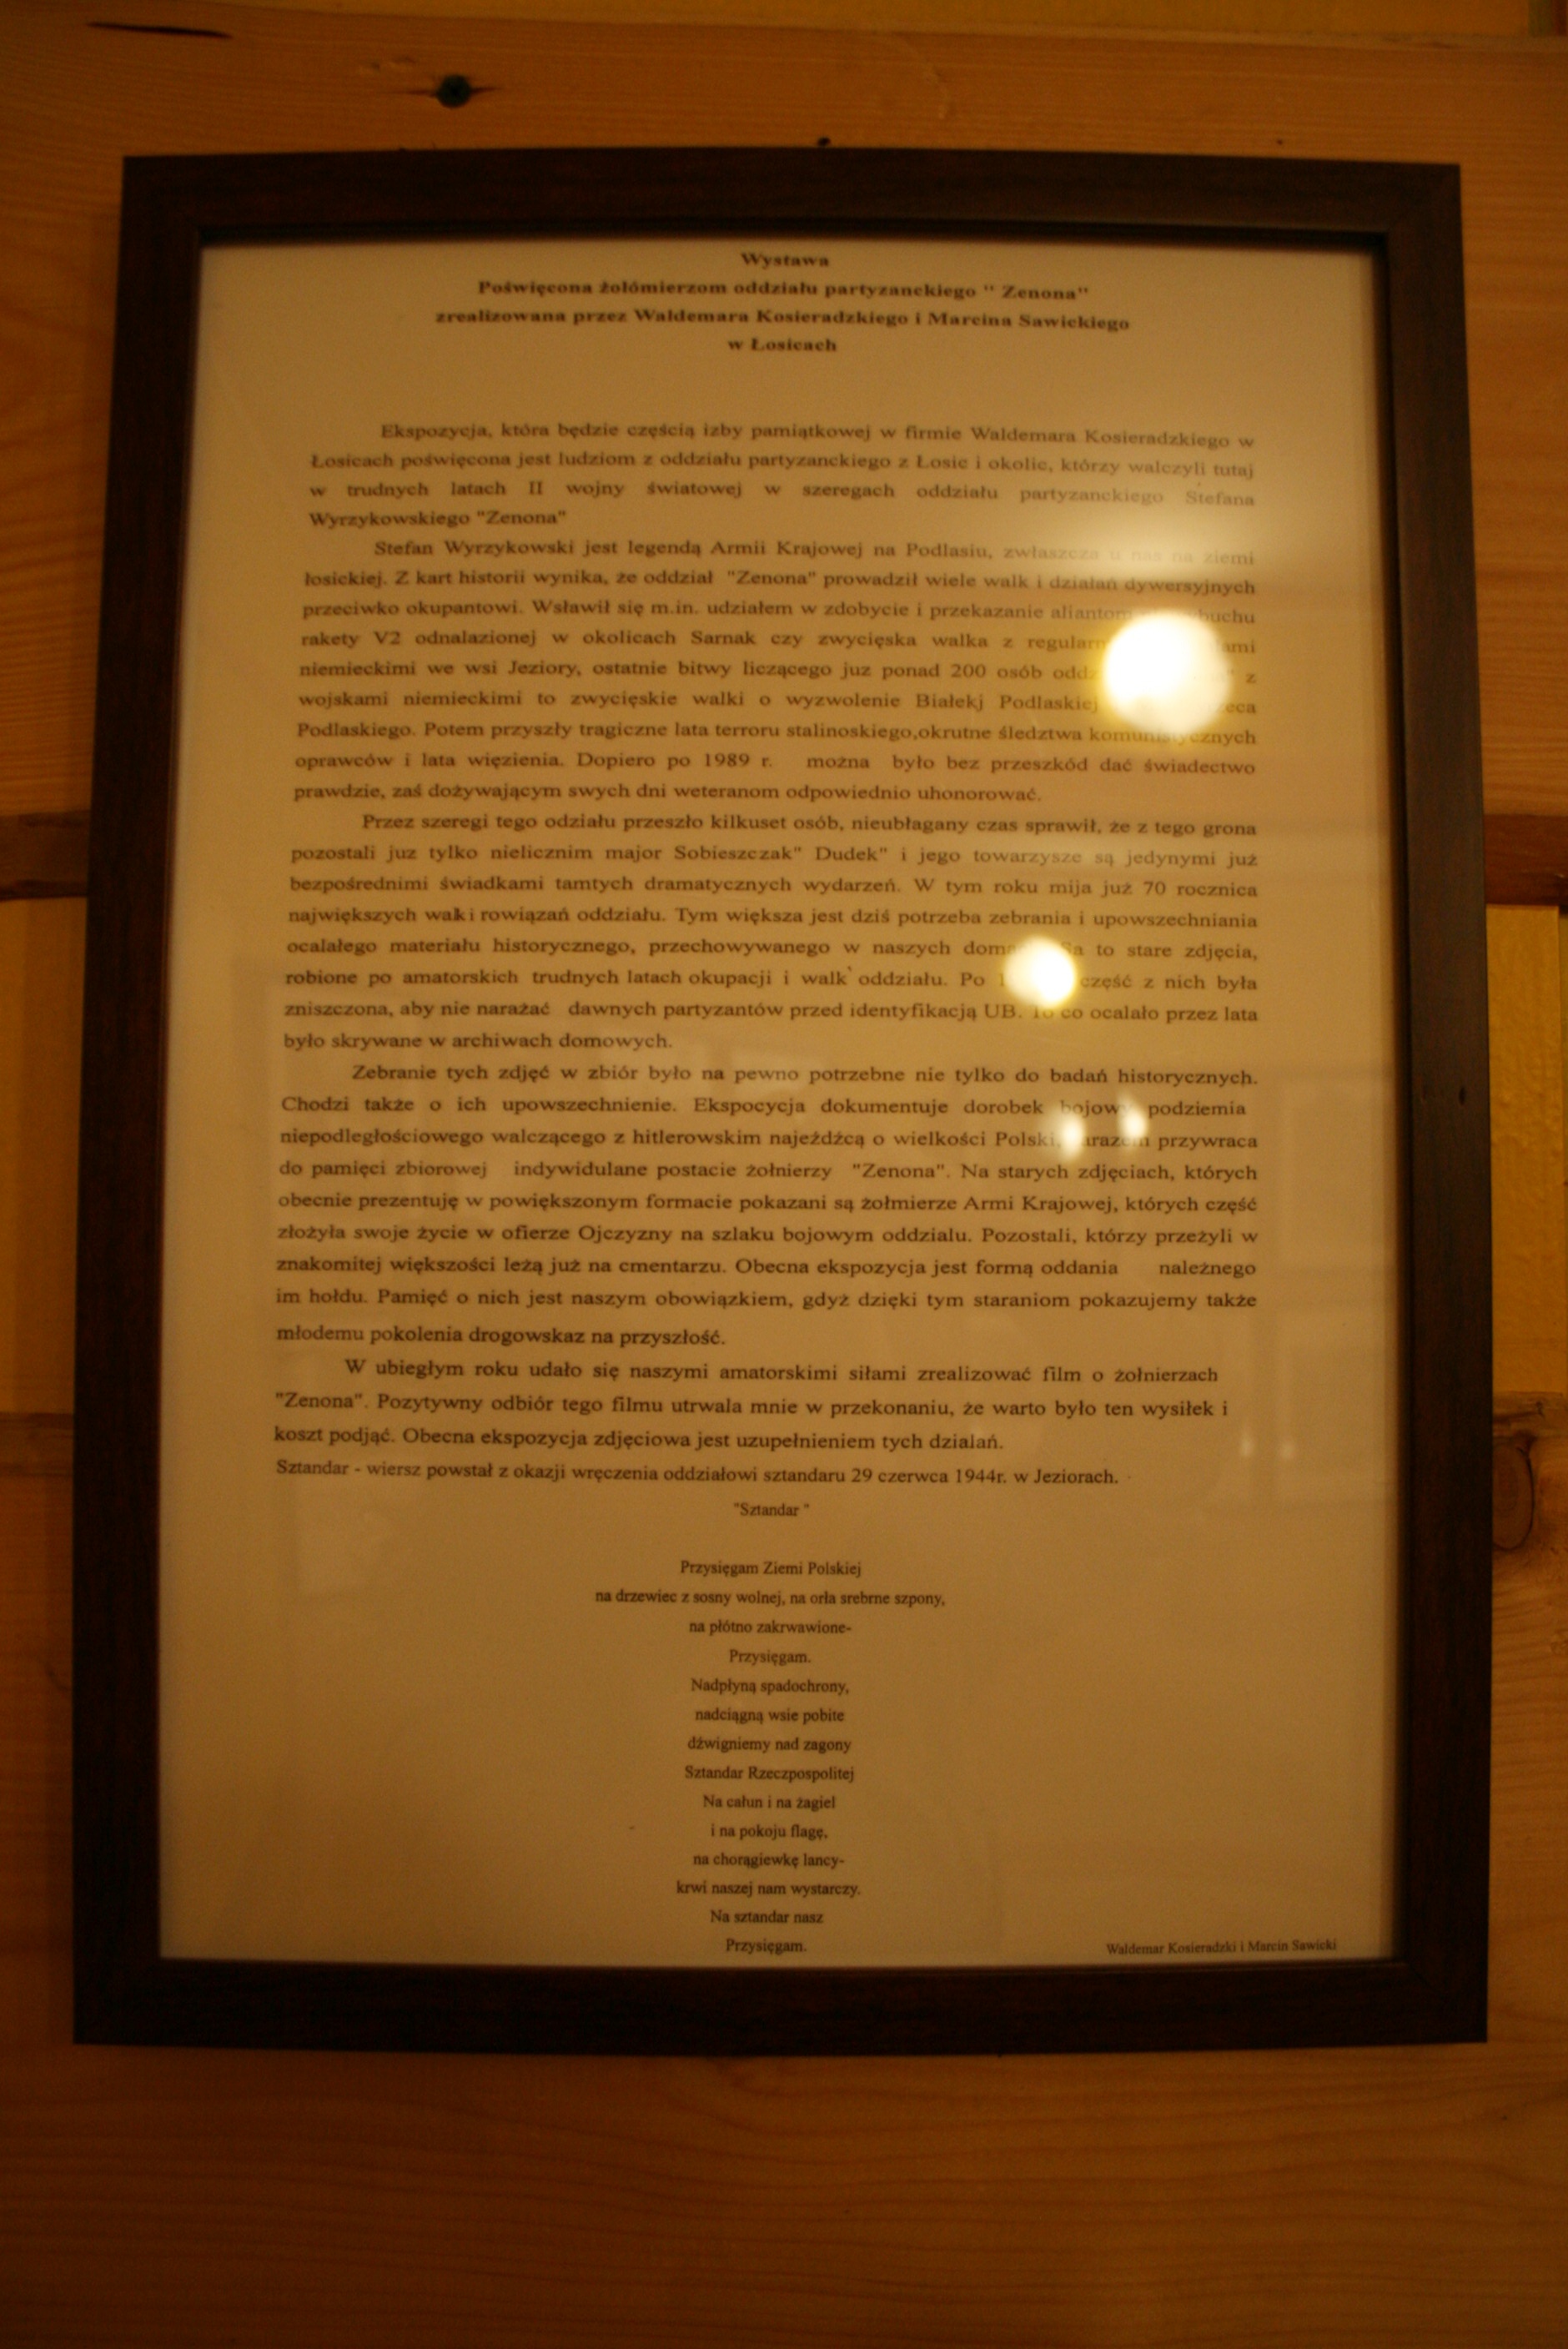 Wystawa
Poświęcona żołómierzom oddziału partyzanckiego " Zenona"
zrealizowana przez Waldemara Kosieradzkiego i Marcina Sawickiego
w Łosicach
Ekspozycja, która będzie częścią izby pamiątkowej w firmie Waldemara Kosieradzkiego w
Łosicach poświęcona jest ludziom z oddziału partyzanckiego z Łosic i okolic, którzy walczyli tutaj
w trudnych latach II wojny światowej w szeregach oddziału partyzanckiego Stefana
Wyrzykowskiego "Zenona"
Stefan Wyrzykowski jest legendą Armii Krajowej na Podlasiu, zwłaszcza u nas na ziemi
łosickiej. Z kart historii wynika, że oddział "Zenona" prowadził wiele walk i działań dywersyjnych
przeciwko okupantowi. Wsławił się m.in. udziałem w zdobycie i przekazanie
rakety V2 odnalazionej w okolicach Sarnak czy zwycięska walka z
niemieckimi we wsi Jeziory, ostatnie bitwy liczącego juz ponad 200 osób z
wojskami niemieckimi to zwycięskie walki o wyzwolenie Białekj Podlaskiej
Podlaskiego. Potem przyszły tragiczne lata terroru stalinoskiego,okrutne śledztwa komunistycznych
oprawców i lata więzienia. Dopiero po 1989 r. można było bez przeszkód dać świadectwo
prawdzie, zaś dożywającym swych dni weteranom odpowiednio uhonorować.
Przez szeregi tego odziału przeszło kilkuset osób, nieubłagany czas sprawił, że z tego grona
pozostali juz tylko nielicznim major Sobieszczak" Dudek" i jego towarzysze są jedynymi już
bezpośrednimi świadkami tamtych dramatycznych wydarzeń. W tym roku mija już 70 rocznica
największych wak i rowiązań oddziału. Tym większa jest dziś potrzeba zebrania i upowszechniania
ocalałego materiału historycznego, przechowywanego w naszych to stare zdjęcia,
robione po amatorskich trudnych latach okupacji i walk oddziału. Po część z nich była
zniszczona, aby nie narażać dawnych partyzantów przed identyfikacją UB. To co ocalało przez lata
było skrywane w archiwach domowych.
Zebranie tych zdjęć w zbiór było na pewno potrzebne nie tylko do badań historycznych.
Chodzi także o ich upowszechnienie. Ekspocycja dokumentuje dorobek podziemia
niepodległościowego walczącego z hitlerowskim najeźdźcą o wielkości Polski, przywraca
do pamięci zbiorowej indywidulane postacie żołnierzy "Zenona". Na starych zdjęciach, których
obecnie prezentuję w powiększonym formacie pokazani są żołmierze Armi Krajowej, których część
złożyła swoje życie w ofierze Ojczyzny na szlaku bojowym oddzialu. Pozostali, którzy przeżyli w
znakomitej większości leżą już na cmentarzu. Obecna ekspozycja jest formą oddania należnego
im hołdu. Pamięć o nich jest naszym obowiązkiem, gdyż dzięki tym staraniom pokazujemy także
młodemu pokolenia drogowskaz na przyszłość.
W ubiegłym roku udało się naszymi amatorskimi siłami zrealizować film o żołnierzach
"Zenona". Pozytywny odbiór tego filmu utrwala mnie w przekonaniu, że warto było ten wysiłek i
koszt podjąć. Obecna ekspozycja zdjęciowa jest uzupełnieniem tych dzialań.
Sztandar - wiersz powstał z okazji wręczenia oddziałowi sztandaru 29 czerwca 1944r. w Jeziorach.
"Sztandar "
Przysięgam Ziemi Polskiej
na drzewiec z sosny wolnej, na orła srebrne szpony,
na płótno zakrwawione-
Przysięgam.
Nadpłyną spadochrony,
nadciągną wsie pobite
dźwigniemy nad zagony
Sztandar Rzeczpospolitej
Na całun i na żagiel
i na pokoju flagę,
na chorągiewkę lancy-
krwi naszej nam wystarczy.
Na sztandar nasz
Przysięgam.
Waldemar Kosieradzki i Marcin Sawicki